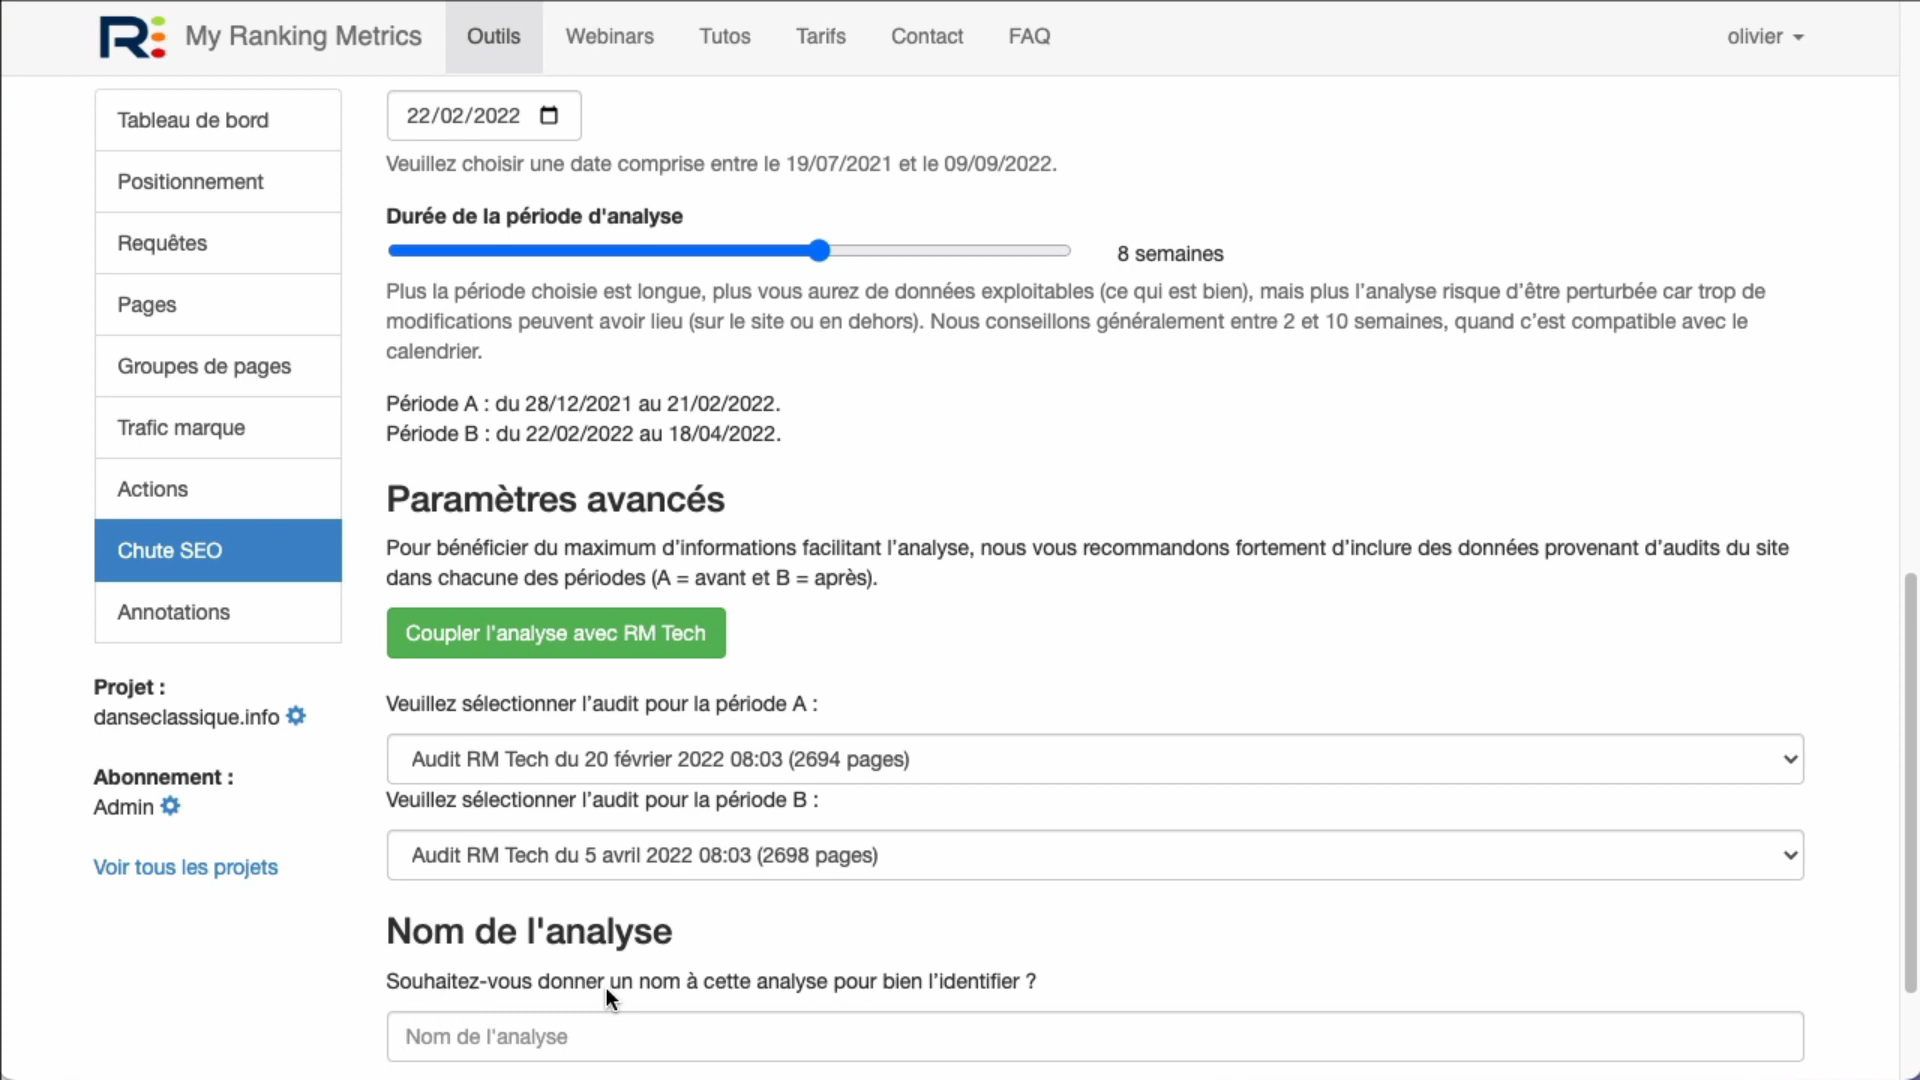 My Ranking Metrics
Outils
Webinars
Tutos
Tarifs
Contact
FAQ
olivier
Tableau de bord
Positionnement
Requêtes
Pages
Groupes de pages
Trafic marque
Actions
Chute SEO
Annotations
Projet :
danseclassique.info
Abonnement :
Admin
Voir tous les projets
22/02/2022
Veuillez choisir une date comprise entre le 19/07/2021 et le 09/09/2022.
Durée de la période d'analyse
8 semaines
Plus la période choisie est longue, plus vous aurez de données exploitables (ce qui est bien), mais plus l’analyse risque d’être perturbée car trop de
modifications peuvent avoir lieu (sur le site ou en dehors). Nous conseillons généralement entre 2 et 10 semaines, quand c’est compatible avec le
calendrier.
Période A : du 28/12/2021 au 21/02/2022.
Période B : du 22/02/2022 au 18/04/2022.
Paramètres avancés
Pour bénéficier du maximum d’informations facilitant l’analyse, nous vous recommandons fortement d’inclure des données provenant d’audits du site
dans chacune des périodes (A = avant et B = après).
Coupler l'analyse avec RM Tech
Veuillez sélectionner l’audit pour la période A :
Audit RM Tech du 20 février 2022 08:03 (2694 pages)
Veuillez sélectionner l’audit pour la période B :
Audit RM Tech du 5 avril 2022 08:03 (2698 pages)
Nom de l'analyse
Souhaitez-vous donner un nom à cette analyse pour bien l’identifier ?
Nom de l'analyse